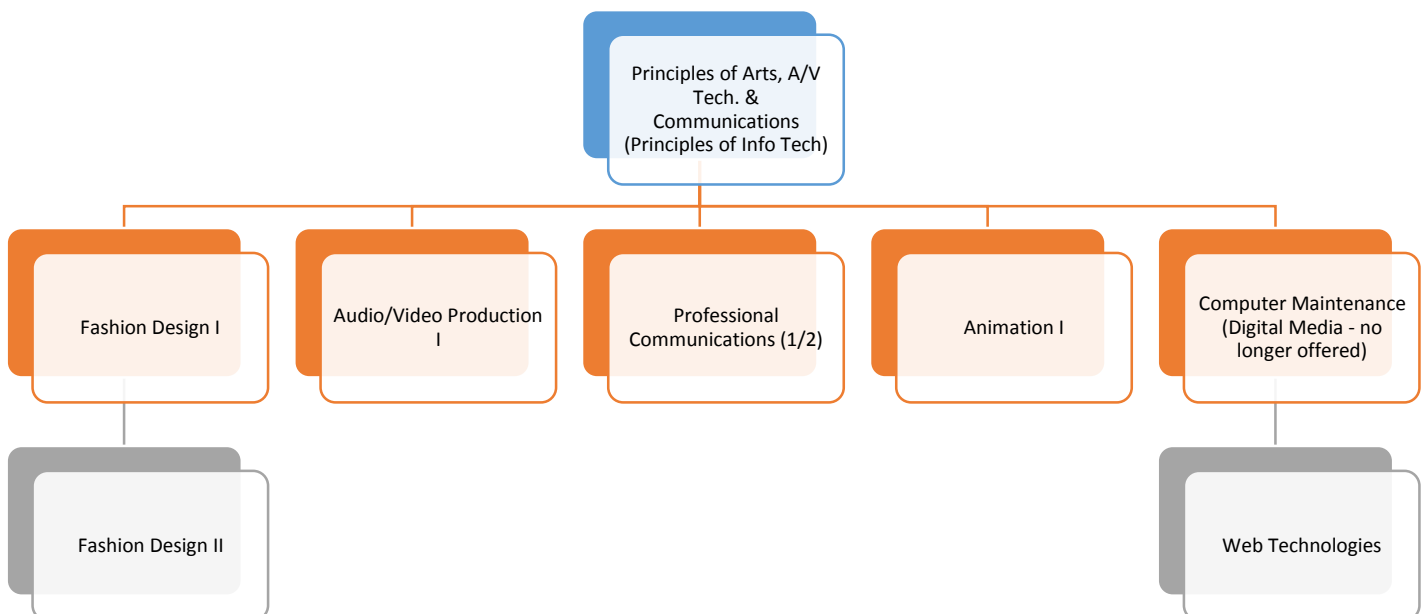 Principles of Arts, A/V
Tech. &
Communications
(Principles of Info Tech)
Fashion Design I
Audio/Video Production
I
Professional
Communications (1/2)
Animation I
Computer Maintenance
(Digital Media - no
longer offered)
Fashion Design II
Web Technologies